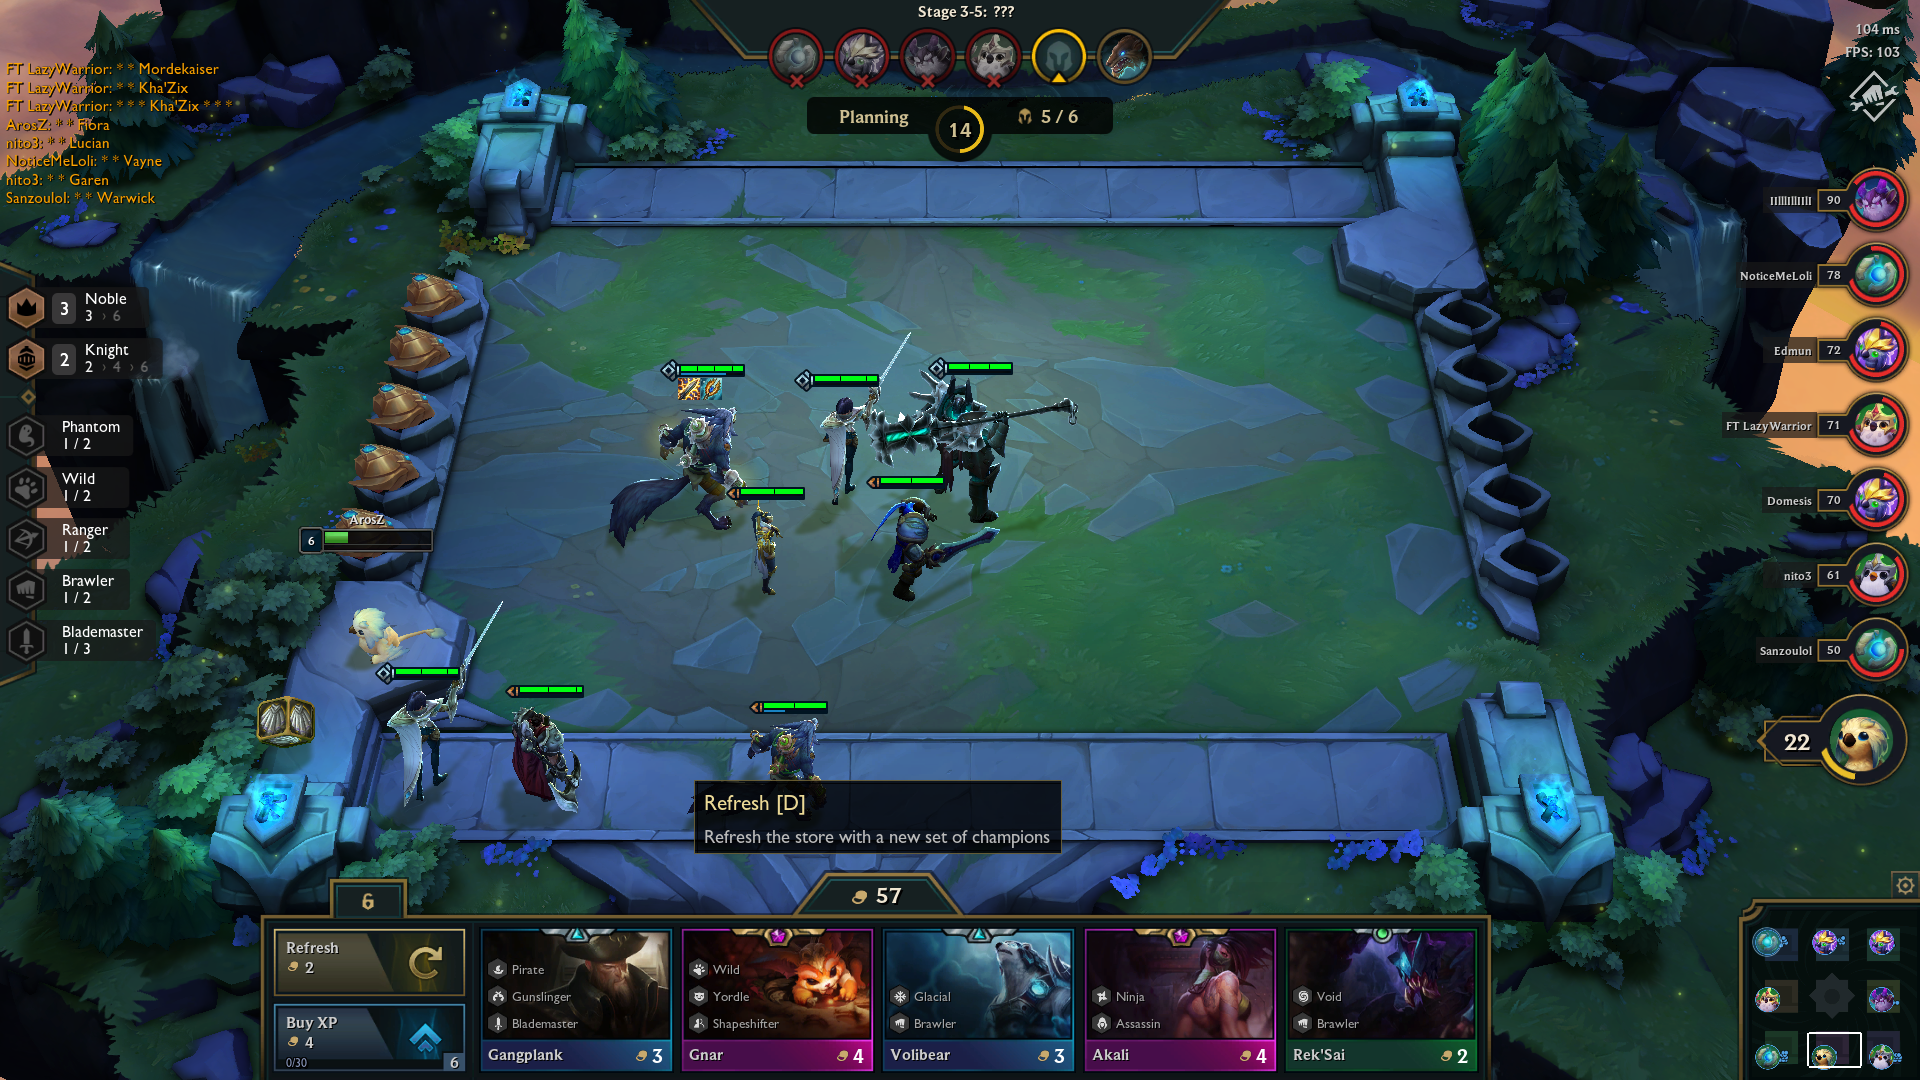 Stage 3-5: ???
104 ms
FPS: 103
FT LazyWarrior: * * Mordekaiser
FT LazyWarrior: * * Kha'Zix
FT LazyWarrior: * * * Kha'Zix * * *
ArosZ: * * Fiora
nito3: * * Lucian
NoticeMeLoli: * * Vayne
nito3: * * Garen
Sanzoulol: * * Warwick
Planning
14
5 / 6
3
Noble
3 › 6
2
Knight
2 › 4 › 6
Phantom
1 / 2
Wild
1 / 2
Ranger
1 / 2
Brawler
1 / 2
Blademaster
1 / 3
ArosZ
6
90
NoticeMeLoli 78
Edmun 72
FT LazyWarrior 71
Domesis 70
nito3 61
Sanzoulol 50
22
Refresh [D]
Refresh the store with a new set of champions
6
57
Refresh
2
Buy XP
4
0/30
6
Pirate
Gunslinger
Blademaster
Gangplank 3
Wild
Yordle
Shapeshifter
Gnar 4
Glacial
Brawler
Volibear 3
Ninja
Assassin
Akali 4
Void
Brawler
Rek'Sai 2